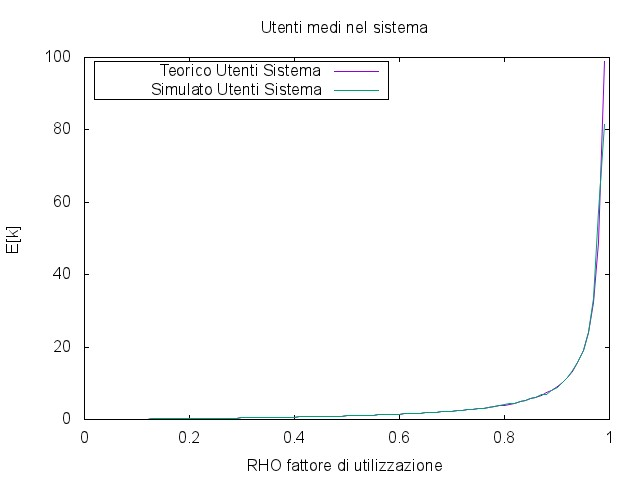 Utenti medi nel sistema
Teorico Utenti Sistema
Simulato Utenti Sistema
100
80
60
40
20
0
E[k]
0 0.2 0.4 0.6 0.8 1
RHO fattore di utilizzazione